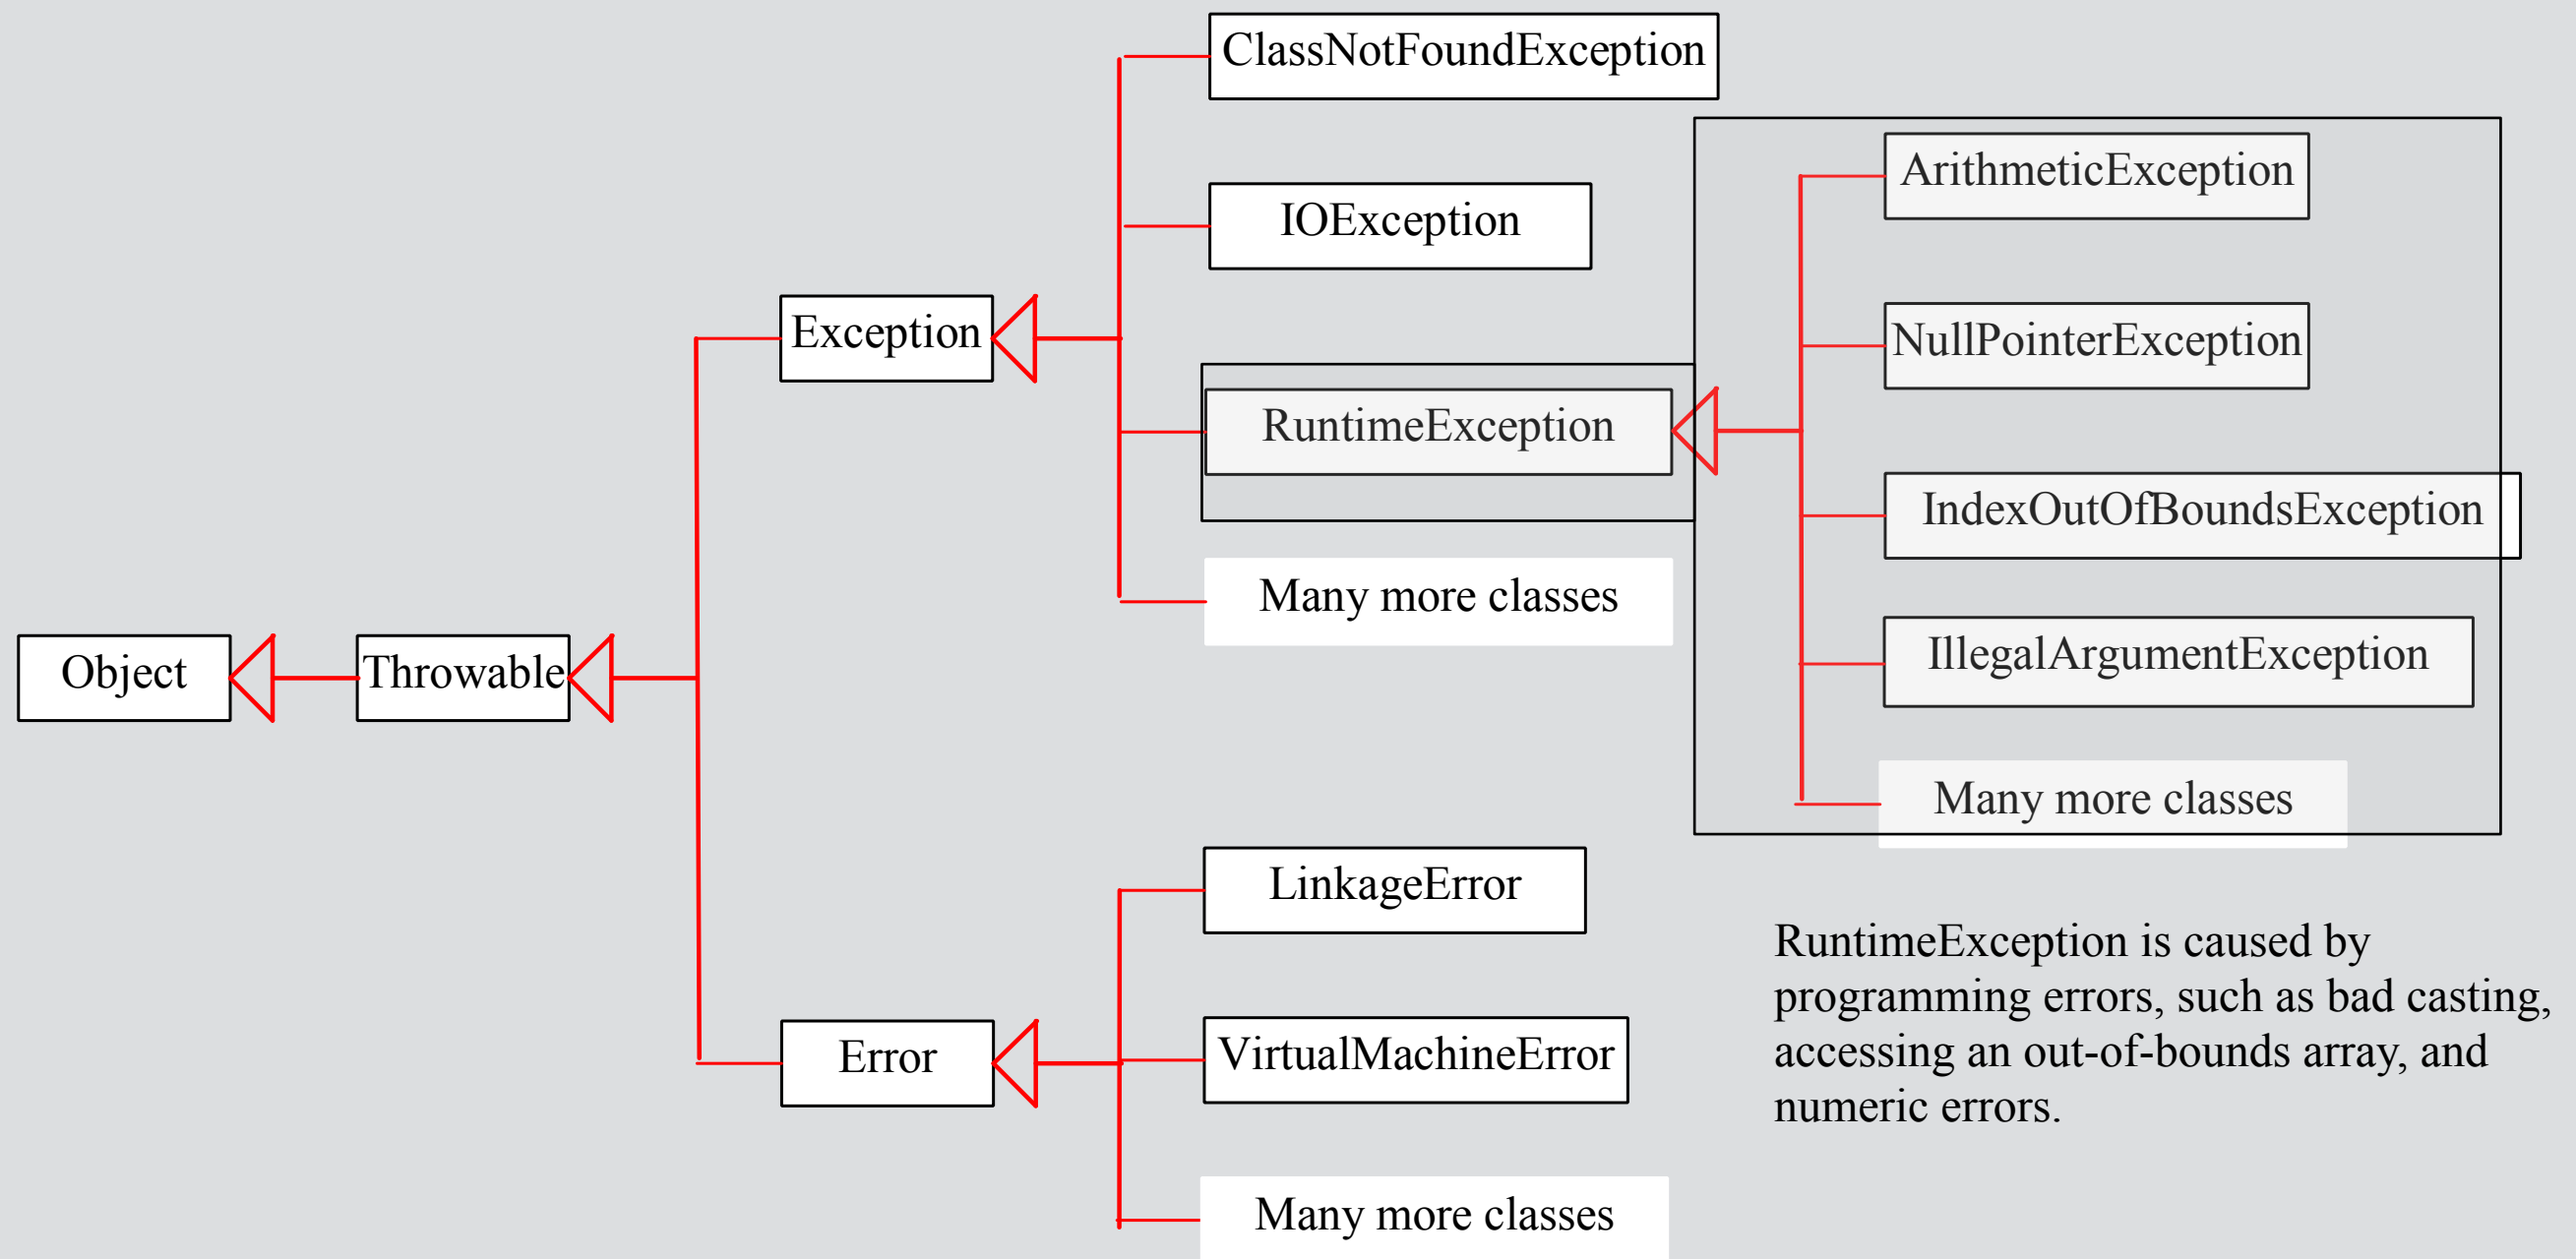 ClassNotFoundException
ArithmeticException
IOException
NullPointerException
Exception
RuntimeException
IndexOutOfBoundsException
Many more classes
Object
Throwable
IllegalArgumentException
Many more classes
LinkageError
RuntimeException is caused by
programming errors, such as bad casting,
accessing an out-of-bounds array, and
numeric errors.
Error
VirtualMachineError
Many more classes